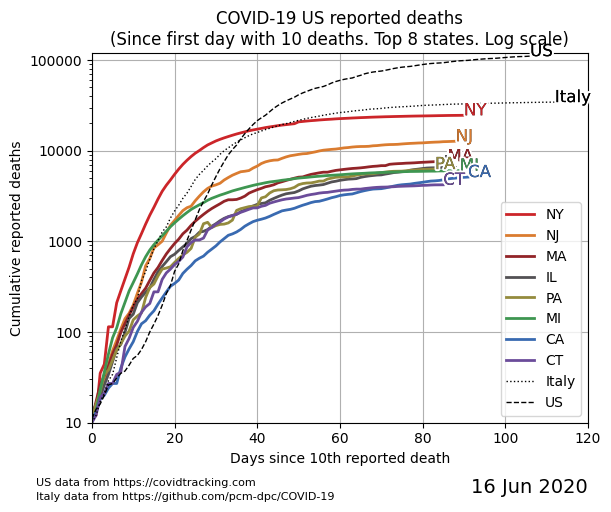 COVID-19 US reported deaths
(Since first day with 10 deaths. Top 8 states. Log scale)
Cumulative reported deaths
100000
10000
1000
100
10
US
Italy
NY
NJ
MA
PA
MI
CA
CT
NY
NJ
MA
IL
PA
MI
CA
CT
Italy
US
0
20
40
60
80
100
120
Days since 10th reported death
US data from https://covidtracking.com
Italy data from https://github.com/pcm-dpc/COVID-19
16 Jun 2020